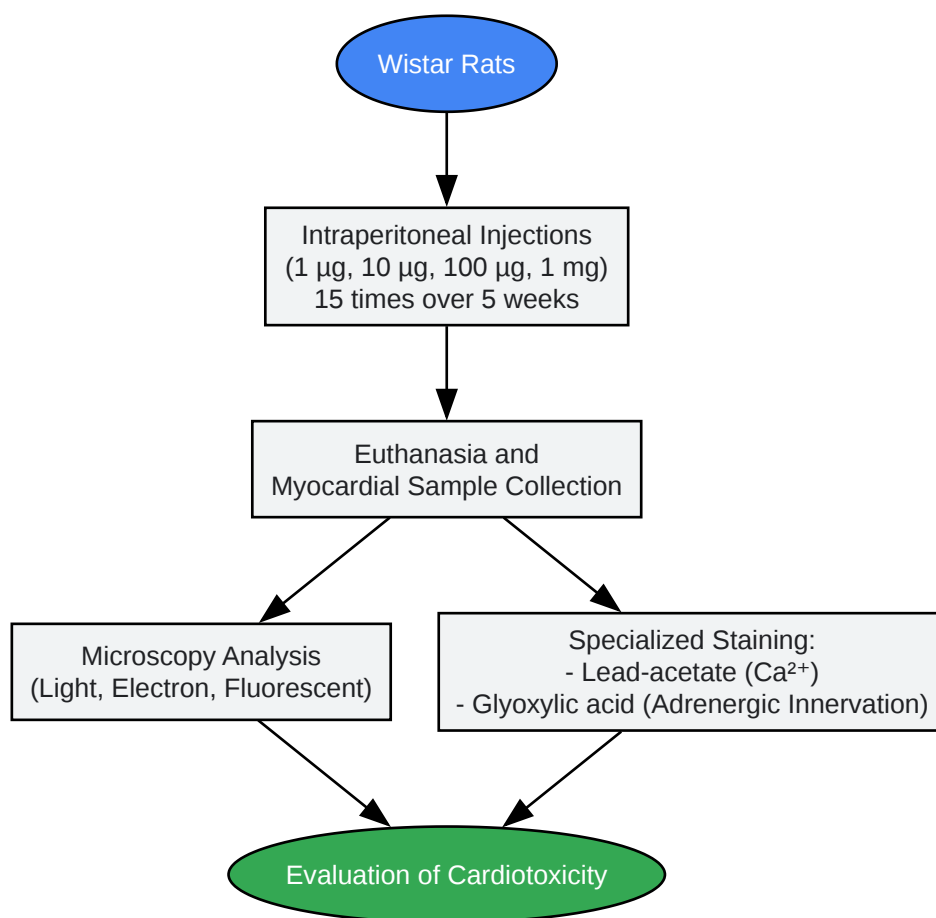 Wistar Rats
Intraperitoneal Injections
(1 µg, 10 µg, 100 µg, 1 mg)
15 times over 5 weeks
Euthanasia and
Myocardial Sample Collection
Microscopy Analysis
(Light, Electron, Fluorescent)
Specialized Staining:
- Lead-acetate (Ca²⁺)
- Glyoxylic acid (Adrenergic Innervation)
Evaluation of Cardiotoxicity